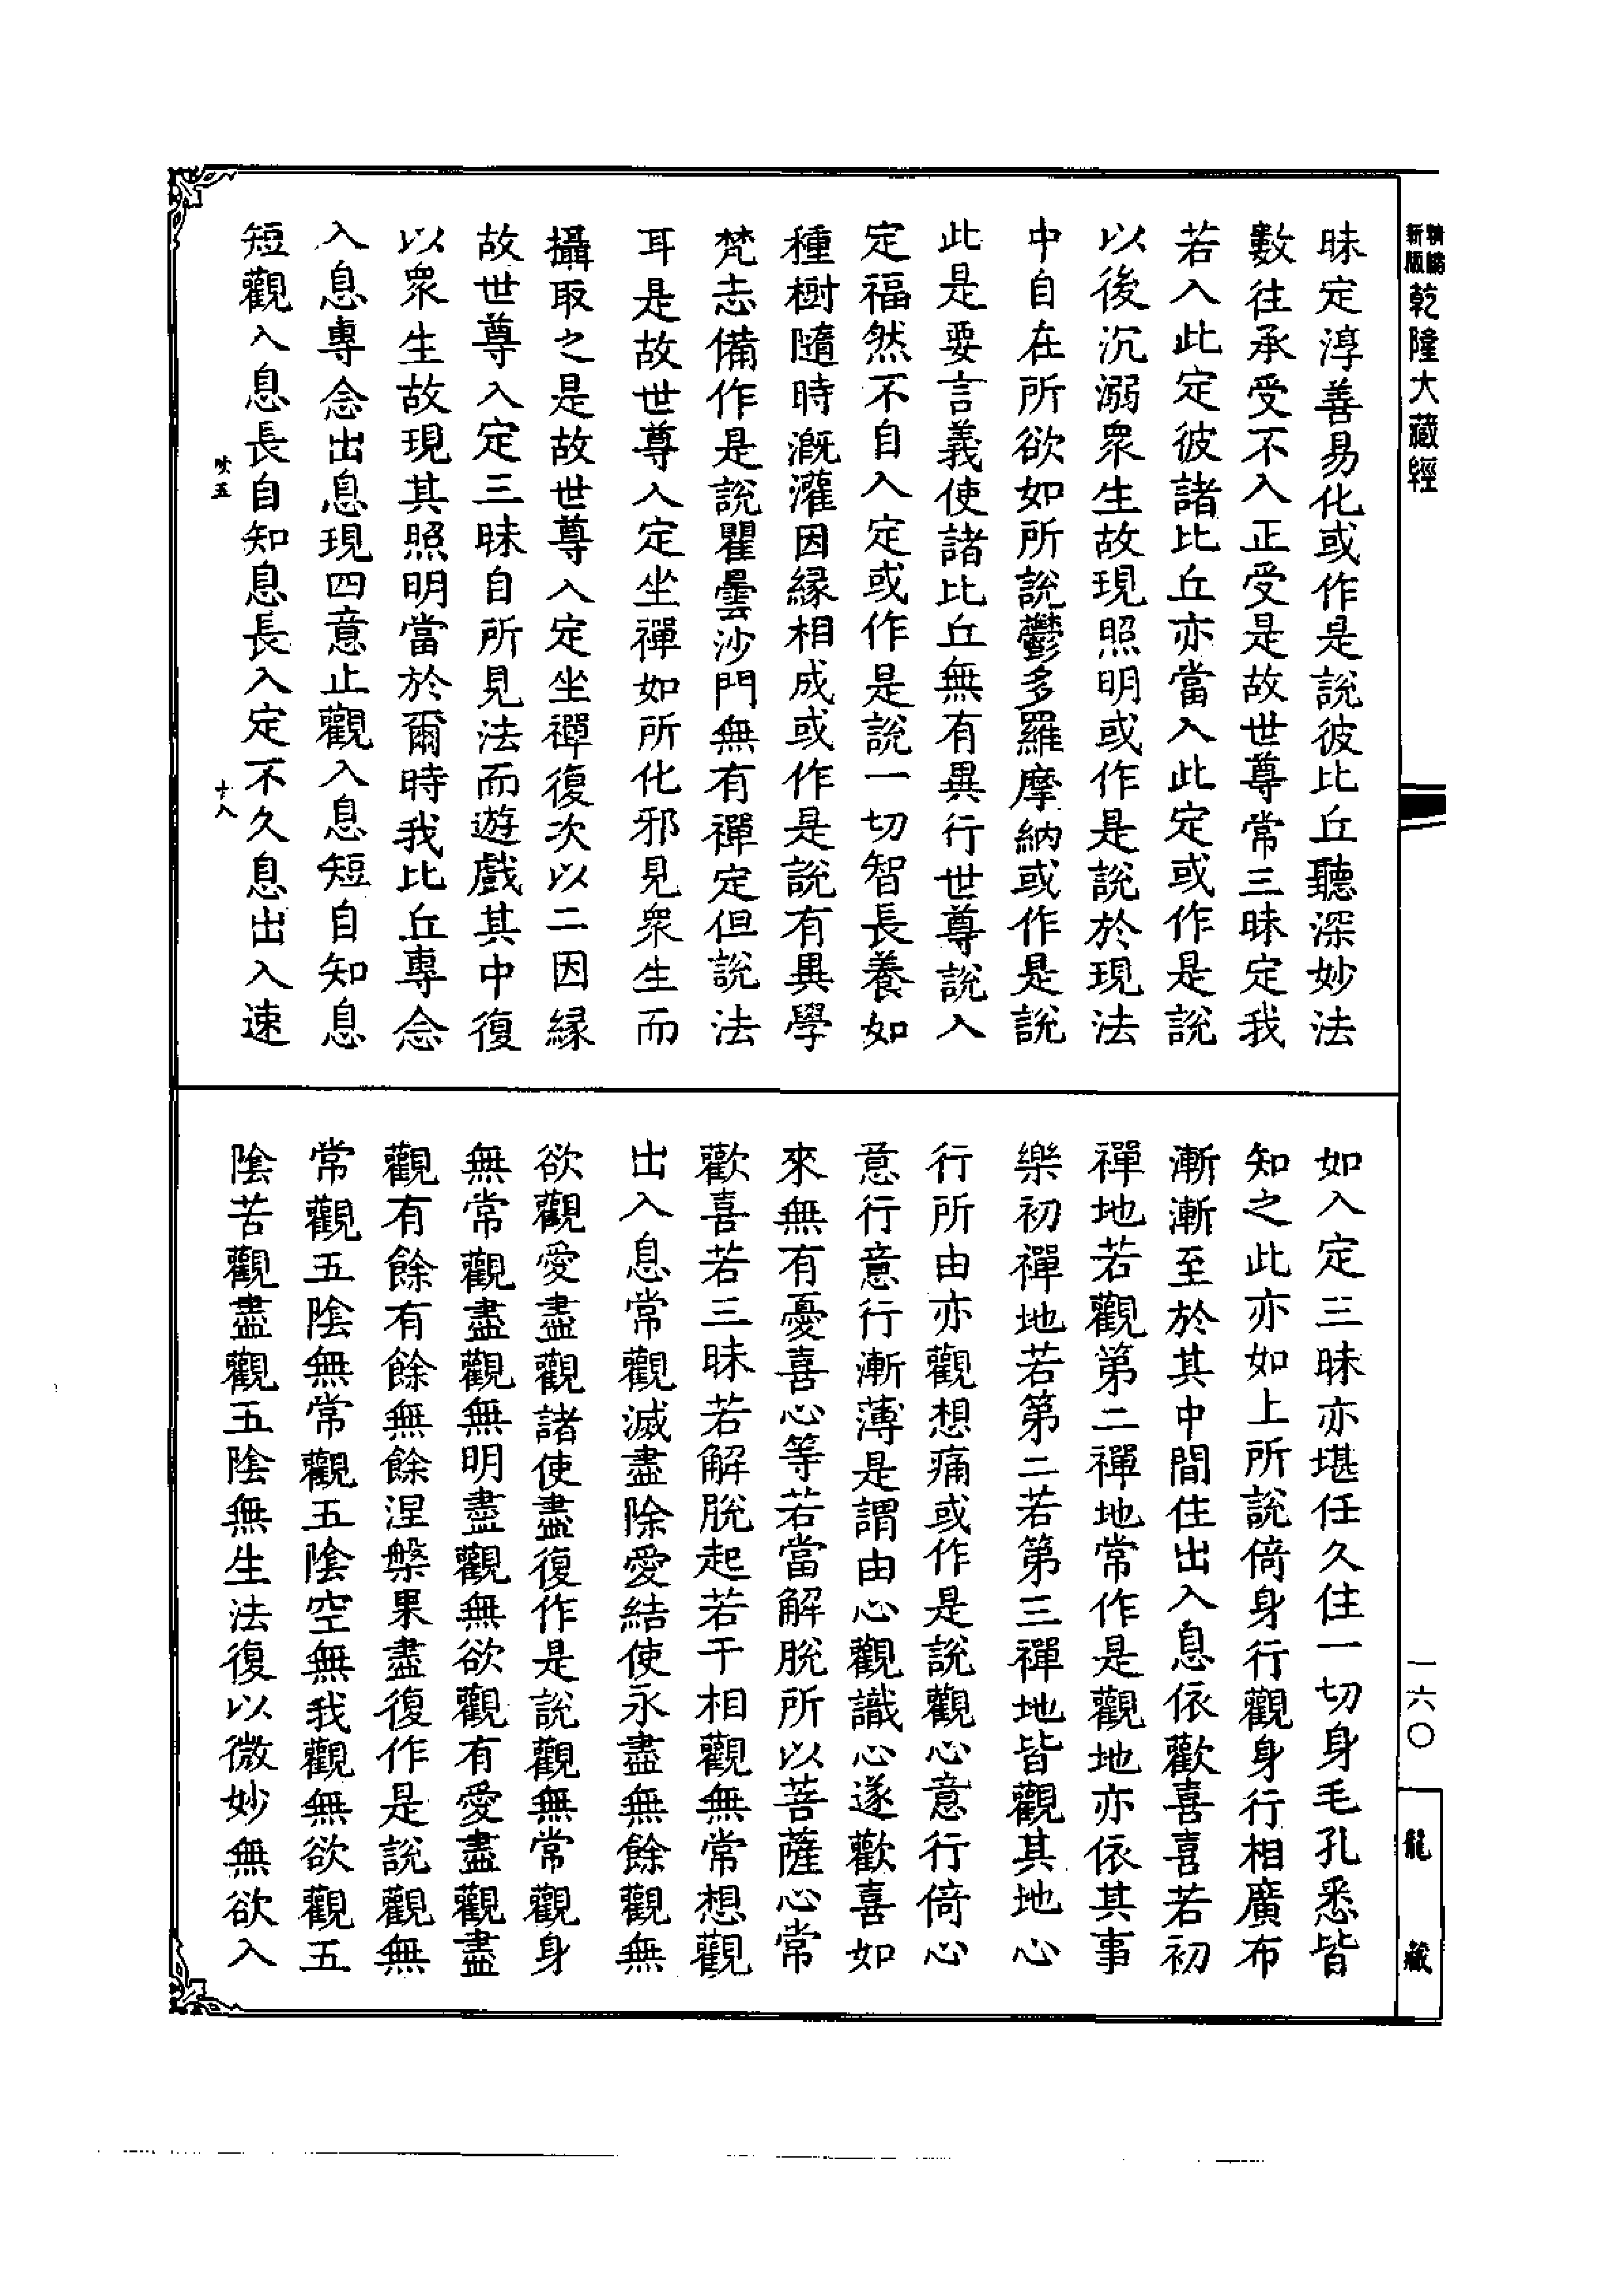 新版
乾隆大藏經
昧定淳善易化或作是說彼比丘聽深妙法
數往承受不入正受是故世尊常三昧定我
若入此定彼諸比丘亦當入此定或作是說
以後沉溺眾生故現照明或作是說於現法
中自在所欲如所說鬱多羅摩納或作是說
此是要言義使諸比丘無有異行世尊說入
定福然不自入定或作是說一切智長養如
種樹隨時溉灌因緣相成或作是說有異學
梵志備作是說瞿曇沙門無有禪定但說法
耳是故世尊入定坐禪如所化邪見眾生而
攝取之是故世尊入定坐禪復次以二因緣
故世尊入定三昧自所見法而遊戲其中復
以眾生故現其照明當於爾時我比丘專念
入息專念出息現四意止觀入息短自知息
短觀入息長自知息長入定不久息出入速
十八
如入定三昧亦堪任久住一切身毛孔悉皆
知之此亦如上所說倚身行觀身行相廣布
漸漸至於其中間住出入息依歡喜喜若初
禪地若觀第二禪地常作是觀地亦依其事
樂初禪地若第二若第三禪地皆觀其地心
行所由亦觀想痛或作是說觀心意行倚心
意行意行漸薄是謂由心觀識心遂歡喜如
來無有憂喜心等若當解脫所以菩薩心常
歡喜若三昧若解脫起若干相觀無常想觀
出入息常觀滅盡除愛結使永盡無餘觀無
欲觀愛盡觀諸使盡復作是說觀無常觀身
無常觀盡觀無明盡觀無欲觀有愛盡觀盡
觀有餘有餘無餘涅槃果盡復作是說觀無
常觀五陰無常觀五陰空無我觀無欲觀五
陰苦觀盡觀五陰無生法復以微妙無欲入
一六〇
龍藏